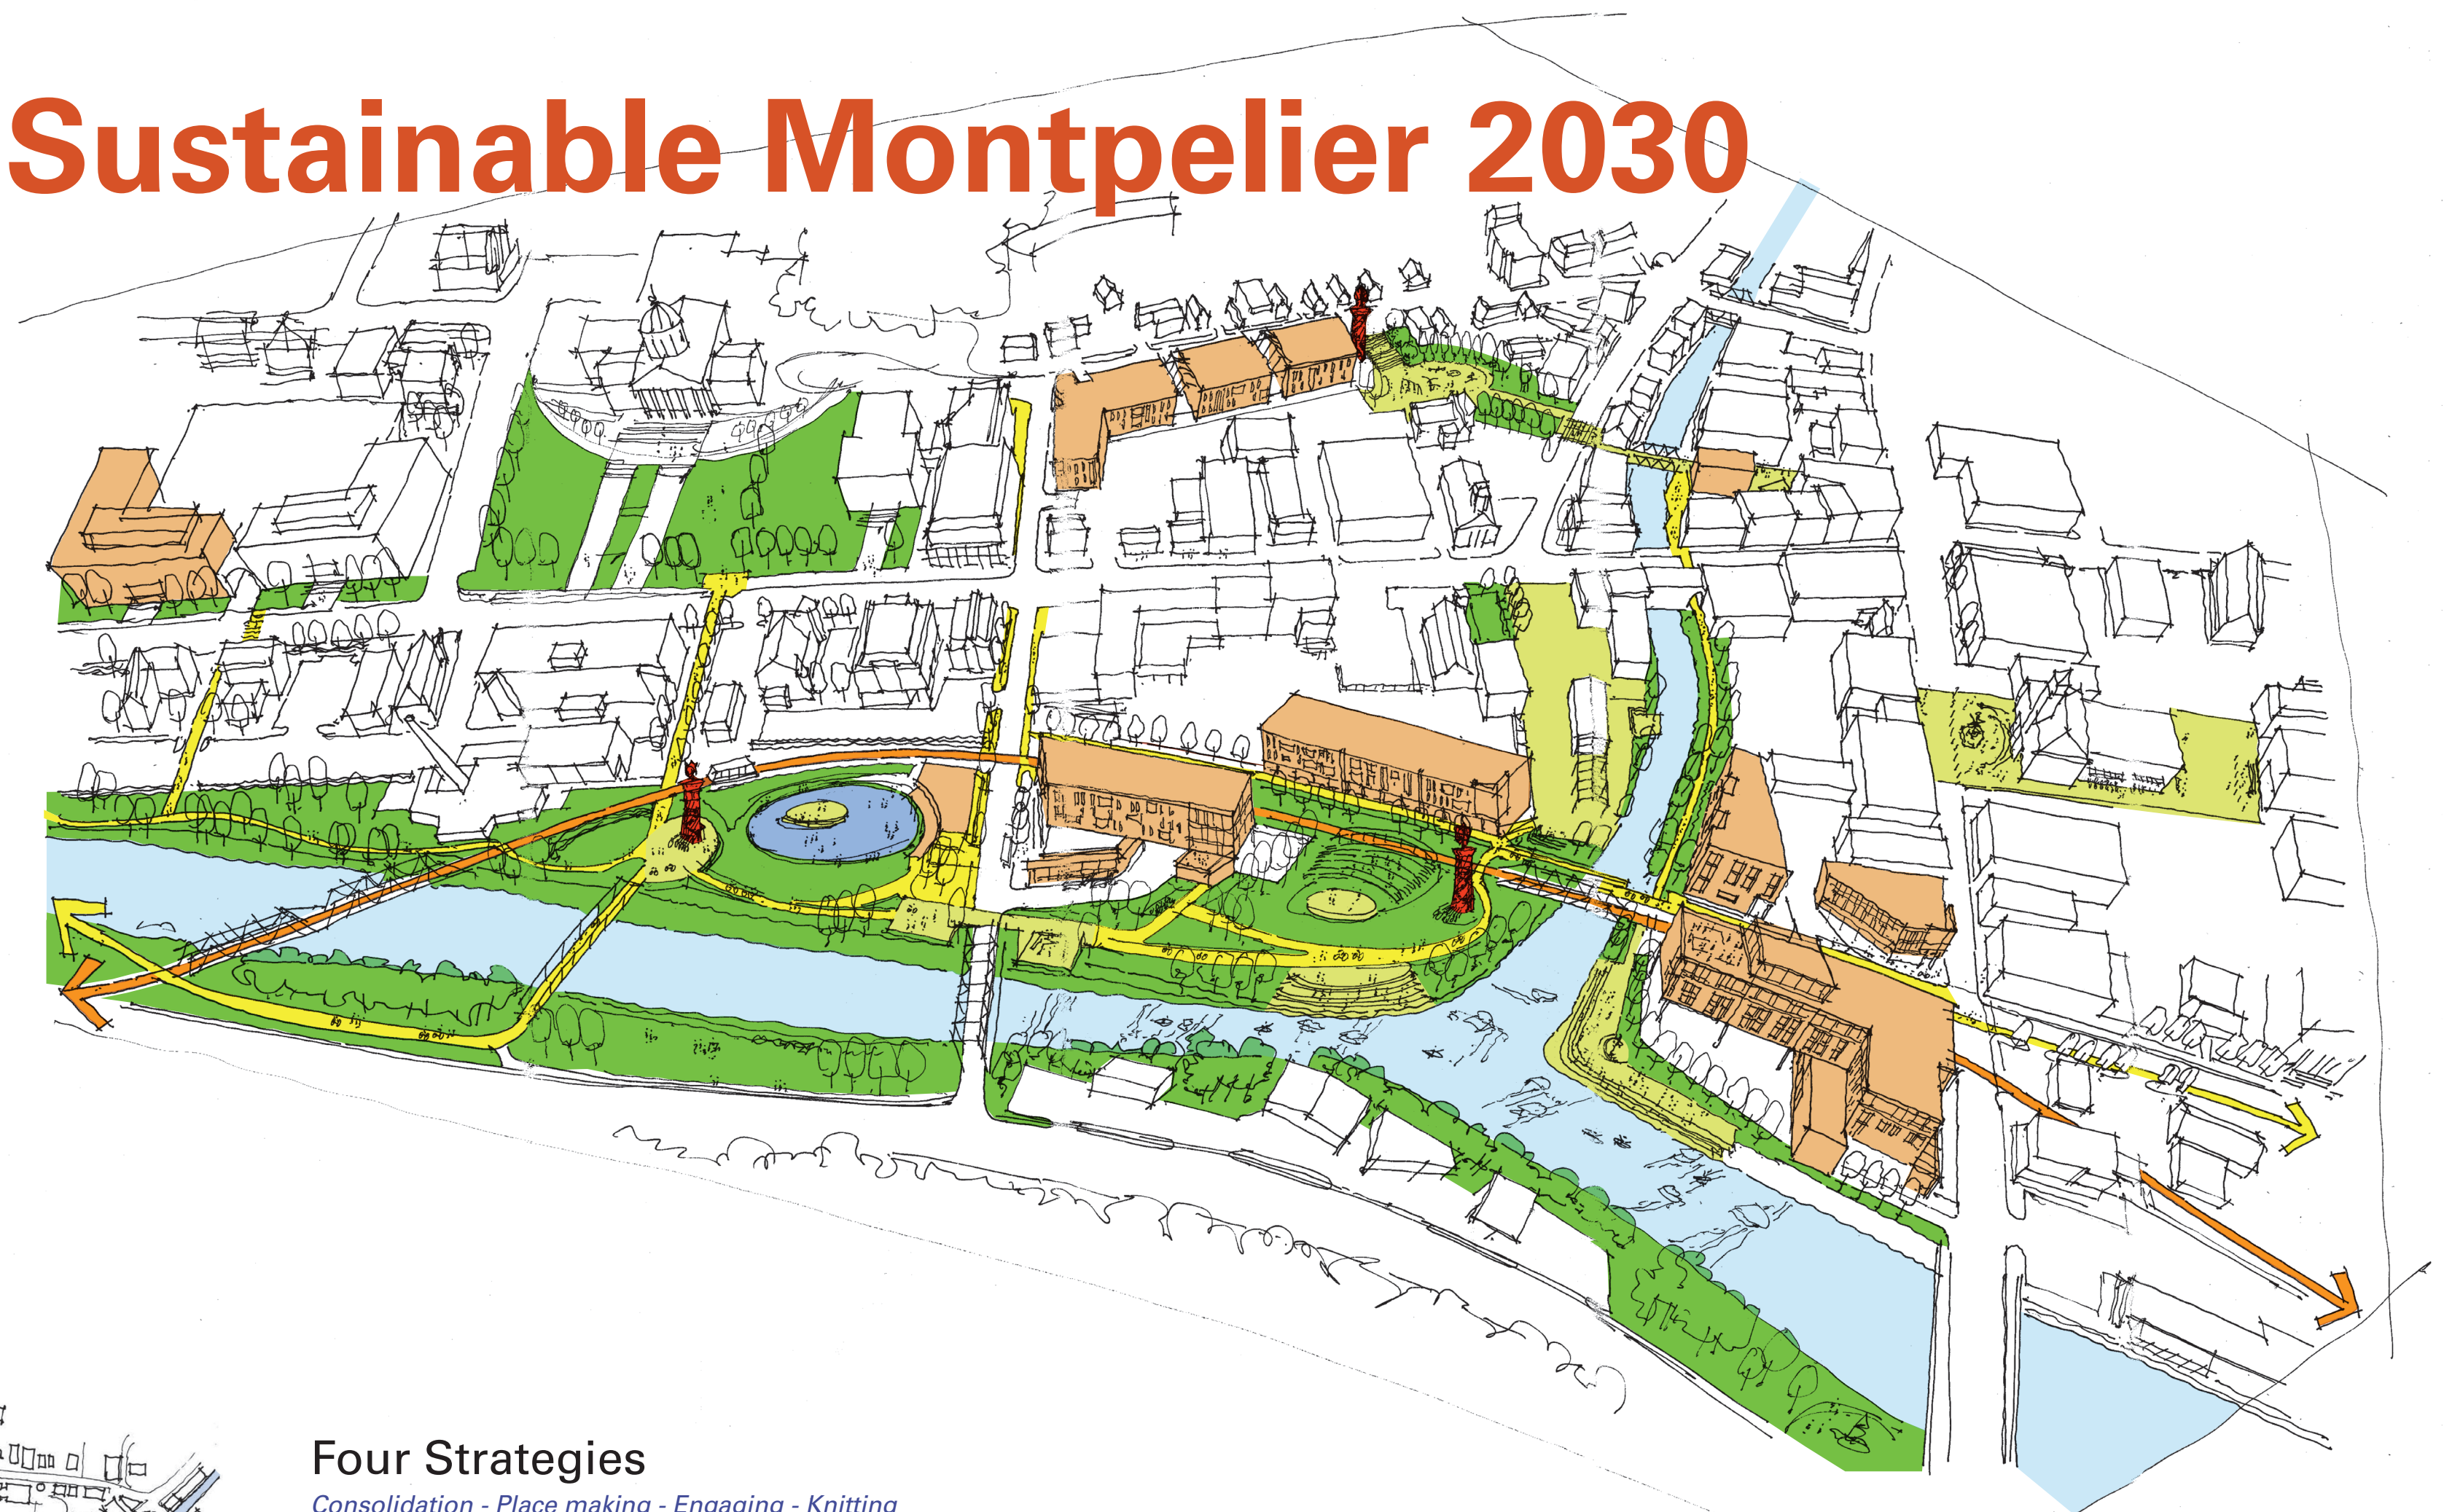 Sustainable Montpelier 2030
Four Strategies
Consolidation - Place making - Engaging - Knitting